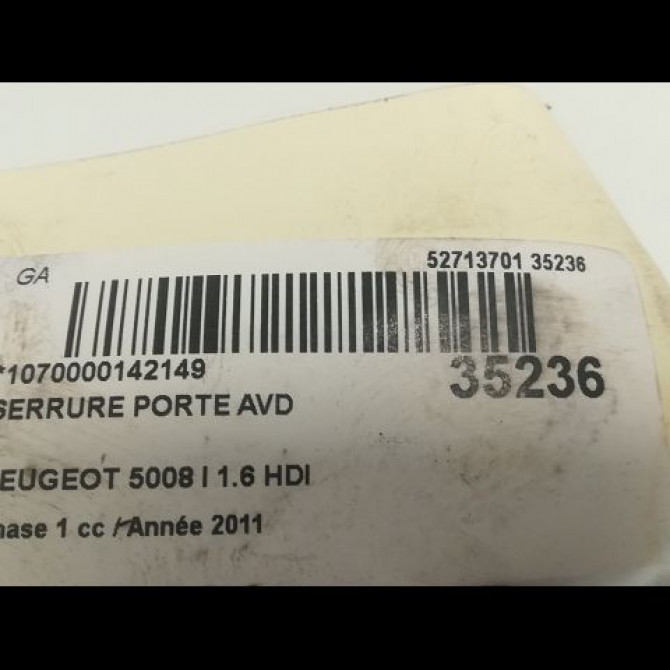 GA
52713701 35236
*1070000142149
35236
SERRURE PORTE AVD
EUGEOT 5008 I 1.6 HDI
hase 1 cc / Année 2011